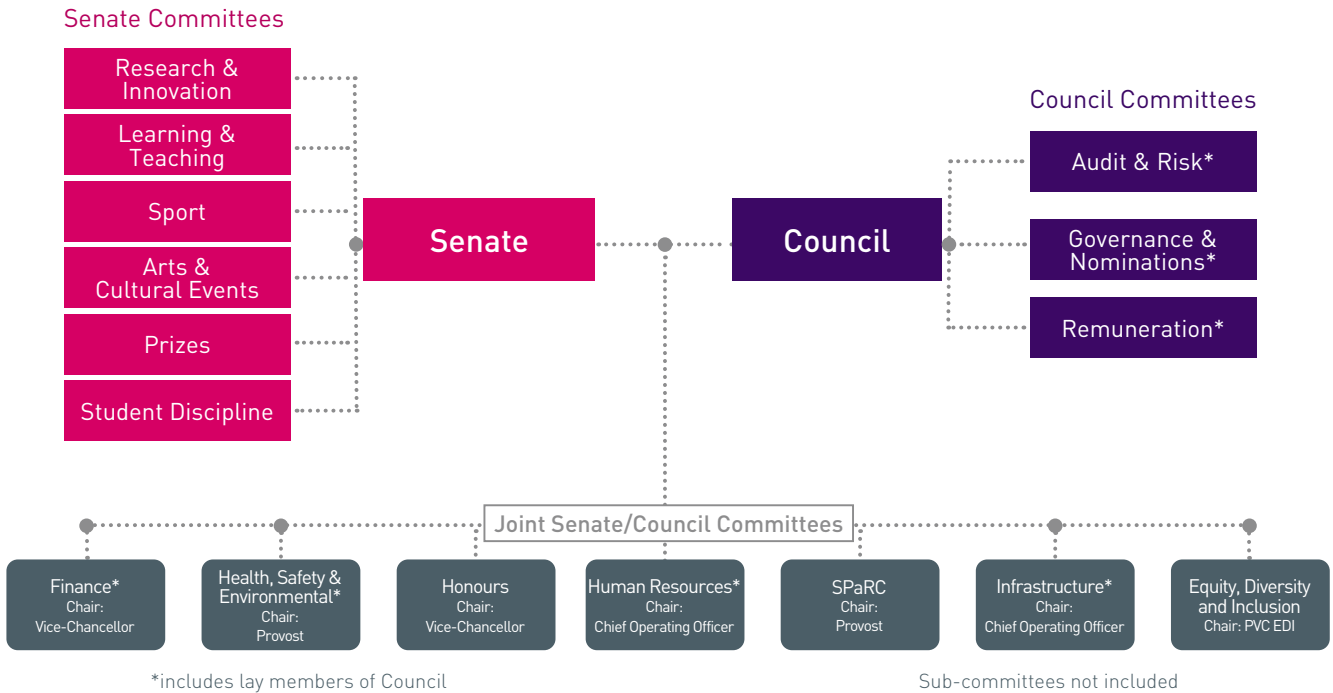 Senate Committees
Research &
Innovation
Learning &
Teaching
Sport
Arts &
Cultural Events
Prizes
Student Discipline
Senate
Council
Council Committees
Audit & Risk*
Governance &
Nominations*
Remuneration*
Joint Senate/Council Committees
Finance*
Chair:
Vice-Chancellor
Health, Safety &
Environmental*
Chair:
Provost
Honours
Chair:
Vice-Chancellor
Human Resources*
Chair:
Chief Operating Officer
SPaRC
Chair:
Provost
Infrastructure*
Chair:
Chief Operating Officer
Equity, Diversity
and Inclusion
Chair: PVC EDI
*includes lay members of Council
Sub-committees not included